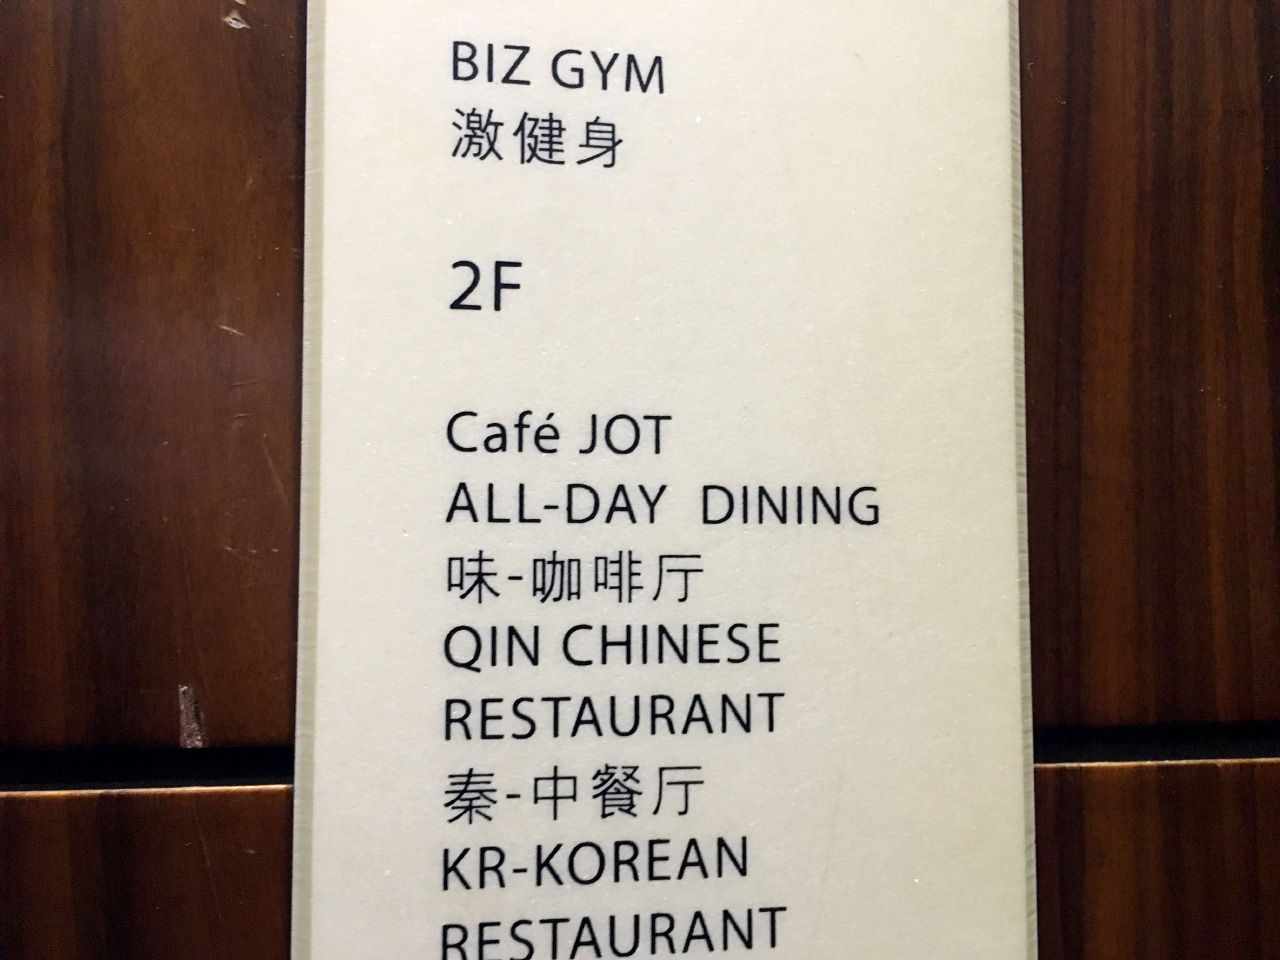 BIZ GYM
激健身
2F
Café JOT
ALL-DAY DINING
味-咖啡厅
QIN CHINESE
RESTAURANT
秦-中餐厅
KR-KOREAN
RESTAURANT